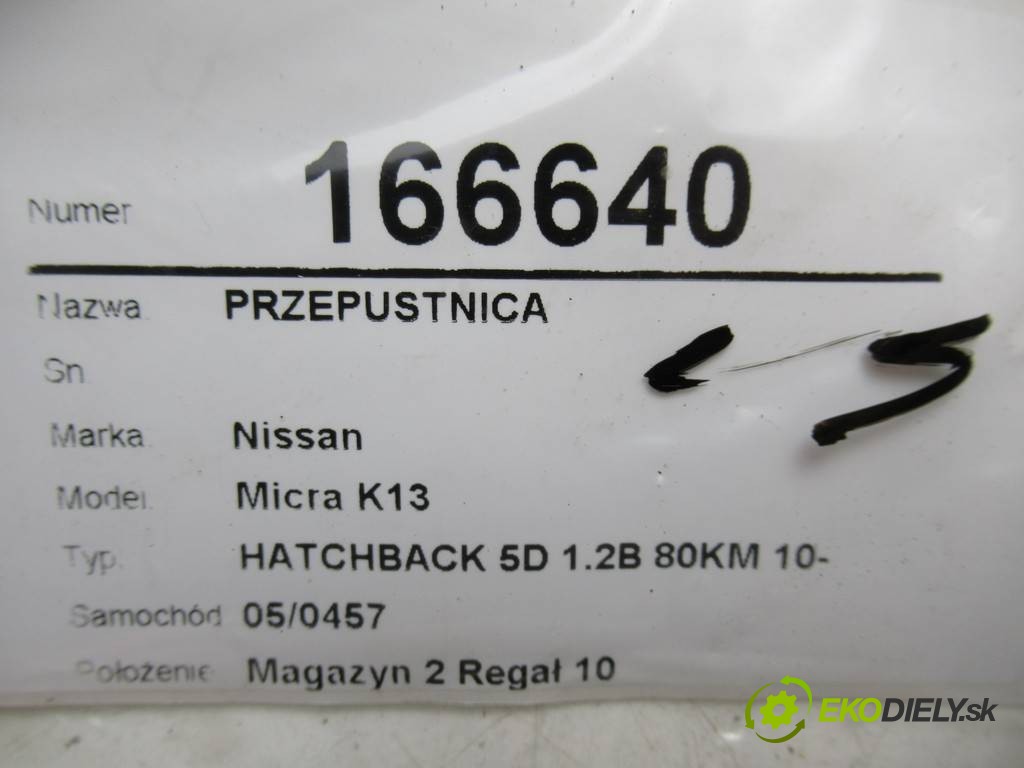 Numer 166640
Nazwa PRZEPUSTNICA
Sn
Marka Nissan
Model Micra K13
Typ. HATCHBACK 5D 1.2B 80KM 10-
Samochód 05/0457
Położenie Magazyn 2 Regał 10
EKODIELY.sk